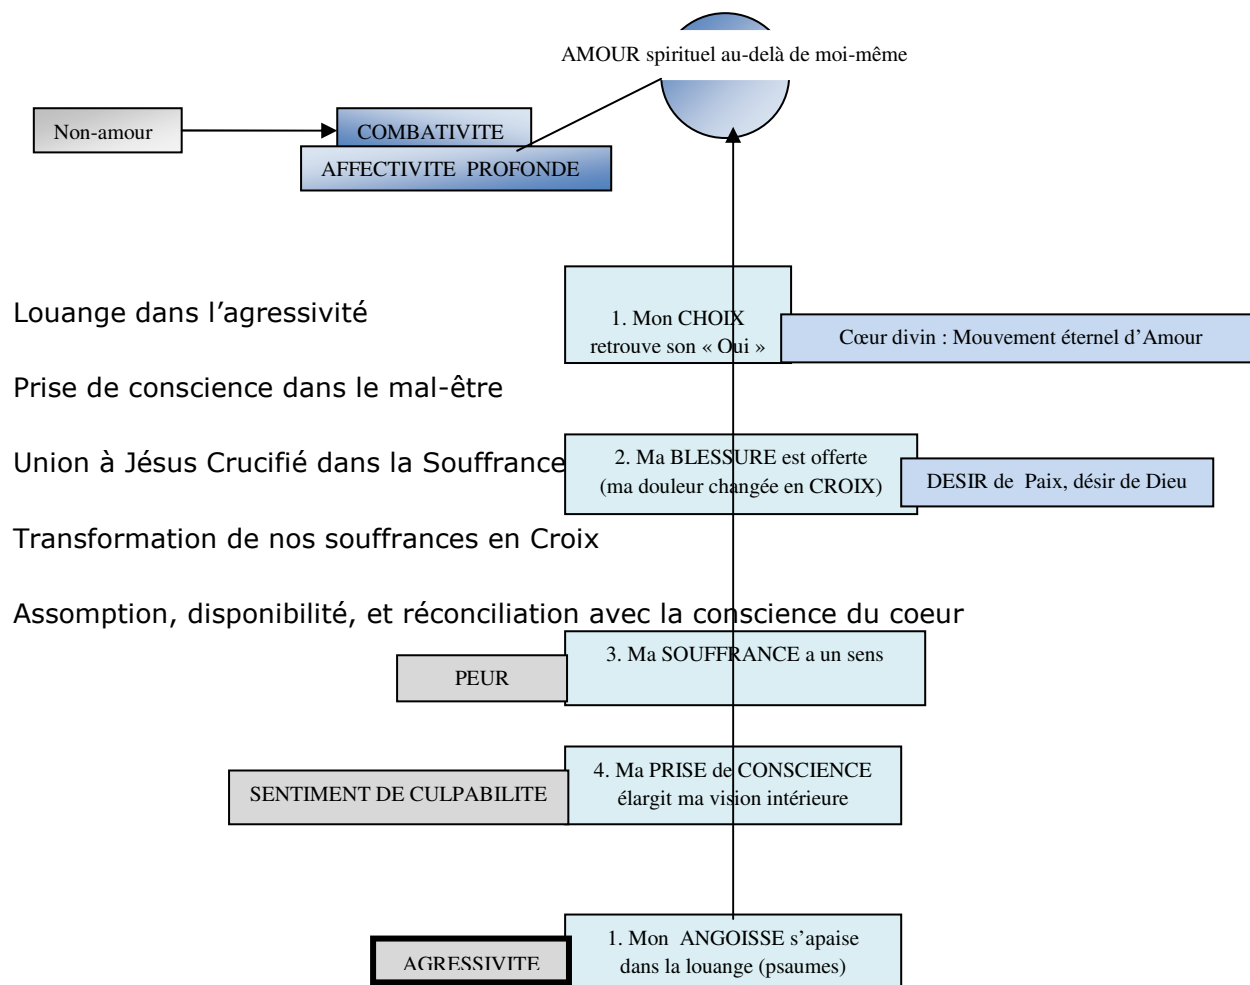 AMOUR spirituel au-delà de moi-même
Non-amour
COMBATIVITE
AFFECTIVITE PROFONDE
Louange dans l’agressivité
1. Mon CHOIX
retrouve son « Oui »
Cœur divin : Mouvement éternel d’Amour
Prise de conscience dans le mal-être
Union à Jésus Crucifié dans la Souffrance
2. Ma BLESSURE est offerte
(ma douleur changée en CROIX)
DESIR de Paix, désir de Dieu
Transformation de nos souffrances en Croix
Assomption, disponibilité, et réconciliation avec la conscience du coeur
3. Ma SOUFFRANCE a un sens
PEUR
4. Ma PRISE de CONSCIENCE
élargit ma vision intérieure
SENTIMENT DE CULPABILITE
1. Mon ANGOISSE s’apaise
dans la louange (psaumes)
AGRESSIVITE